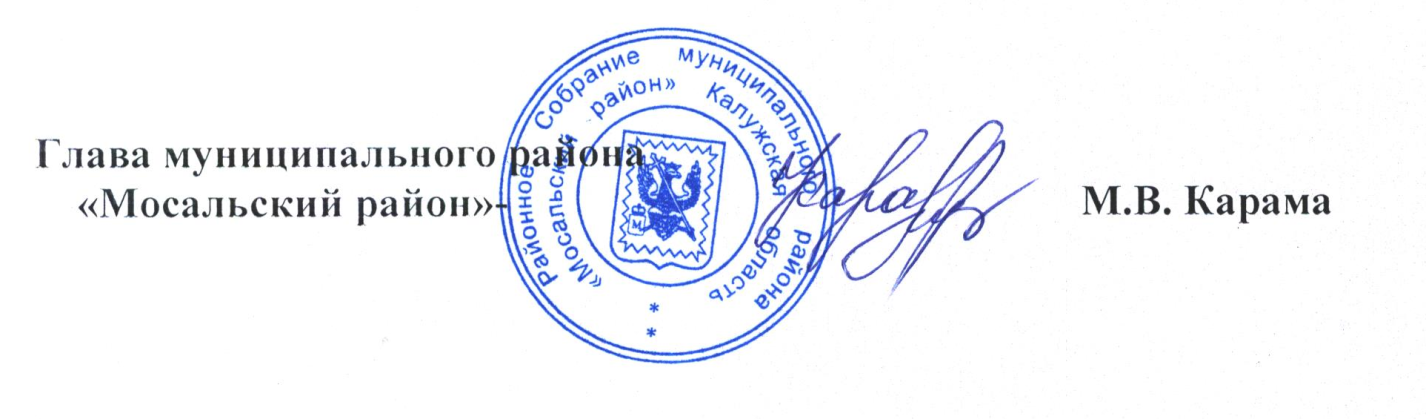 Глава муниципального района
«Мосальский район»-
М.В. Карама
Районное Собрание муниципального района
«Мосальский район» Калужская область
* 
*